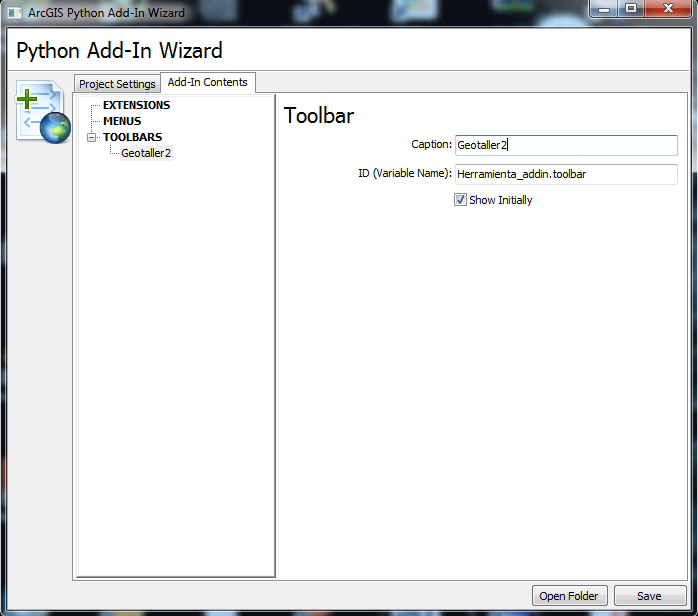 ArcGIS Python Add-In Wizard
Python Add-In Wizard
Project Settings Add-In Contents
EXTENSIONS
MENUS
TOOLBARS
Geotaller2
Toolbar
Caption: Geotaller2
ID (Variable Name): Herramienta_addin.toolbar
Show Initially
Open Folder Save